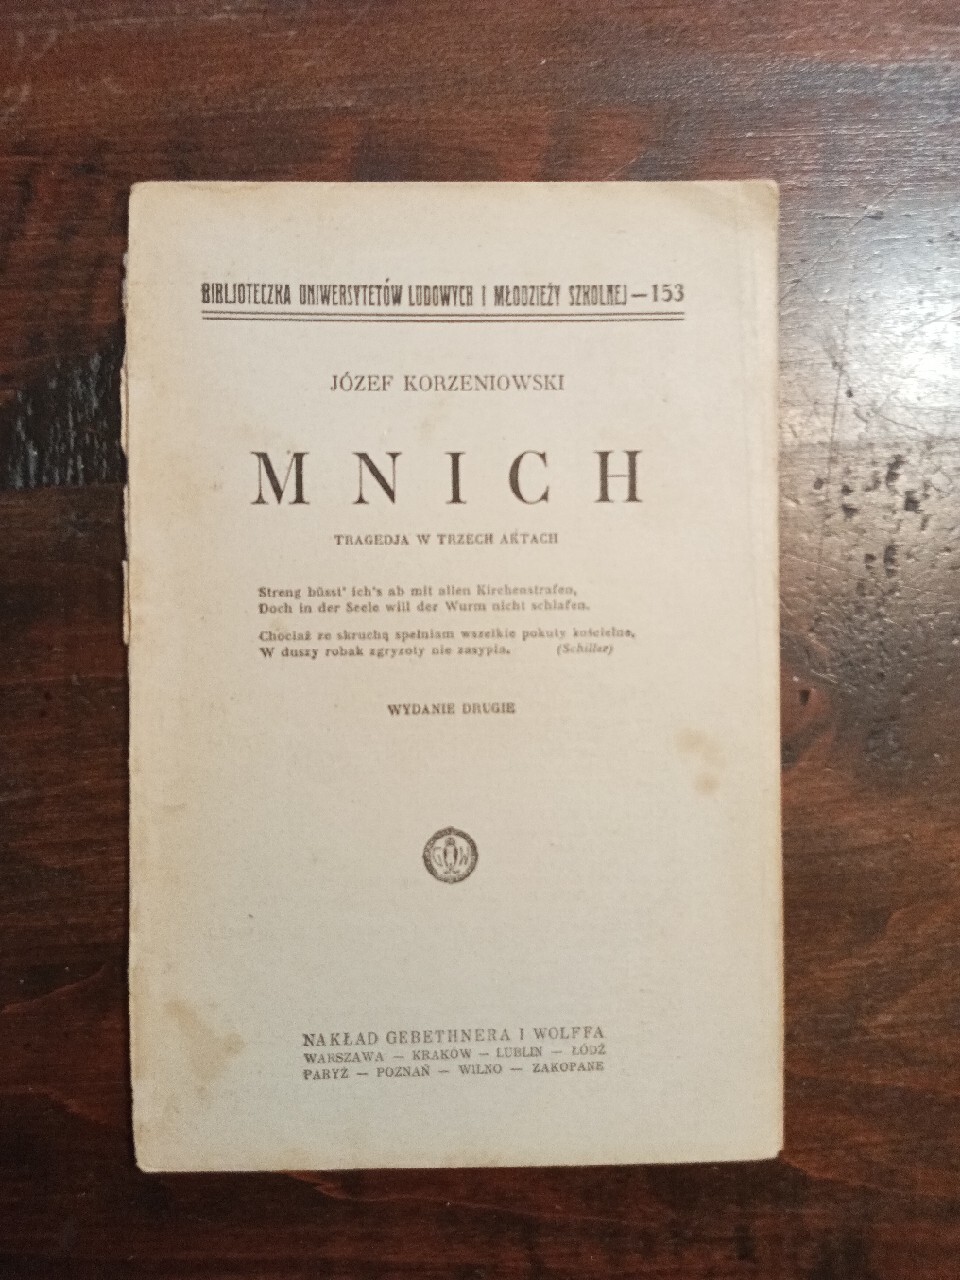 BIBLJOTECZKA UNIWERSYTETÓW LUDOWYCH I MŁODZIEŻY SZKOLNEJ — 153
JÓZEF KORZENIOWSKI
MNICH
TRAGEDJA W TRZECH AKTACH
Streng büsst' ich's ab mit allen Kirchenstrafen,
Doch in der Seele will der Wurm nicht schlafen.
Chociaż ze skruchą spełniam wszelkie pokuty kościelne,
W duszy robak zgryzoty nie zasypia. (Schiller)
WYDANIE DRUGIE
G W
NAKŁAD GEBETHNERA I WOLFFA
WARSZAWA — KRAKÓW — LUBLIN — ŁÓDŹ
PARYŻ — POZNAŃ — WILNO — ZAKOPANE